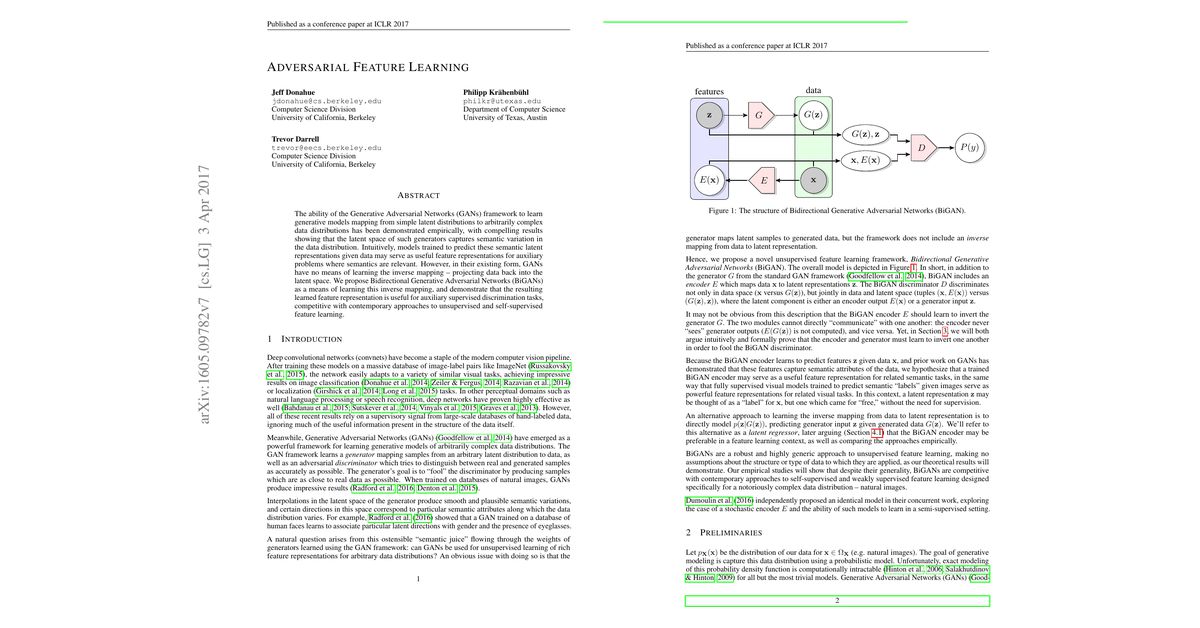 arXiv:1605.09782v7 [cs.LG] 3 Apr 2017
Published as a conference paper at ICLR 2017
ADVERSARIAL FEATURE LEARNING
Jeff Donahue
jdonahue@cs.berkeley.edu
Computer Science Division
University of California, Berkeley
Philipp Krähenbühl
philkr@utexas.edu
Department of Computer Science
University of Texas, Austin
Trevor Darrell
trevor@eecs.berkeley.edu
Computer Science Division
University of California, Berkeley
ABSTRACT
The ability of the Generative Adversarial Networks (GANs) framework to learn
generative models mapping from simple latent distributions to arbitrarily complex
data distributions has been demonstrated empirically, with compelling results
showing that the latent space of such generators captures semantic variation in
the data distribution. Intuitively, models trained to predict these semantic latent
representations given data may serve as useful feature representations for auxiliary
problems where semantics are relevant. However, in their existing form, GANs
have no means of learning the inverse mapping – projecting data back into the
latent space. We propose Bidirectional Generative Adversarial Networks (BiGANs)
as a means of learning this inverse mapping, and demonstrate that the resulting
learned feature representation is useful for auxiliary supervised discrimination tasks,
competitive with contemporary approaches to unsupervised and self-supervised
feature learning.
1 INTRODUCTION
Deep convolutional networks (convnets) have become a staple of the modern computer vision pipeline.
After training these models on a massive database of image-label pairs like ImageNet (Russakovsky
et al., 2015), the network easily adapts to a variety of similar visual tasks, achieving impressive
results on image classification (Donahue et al., 2014; Zeiler & Fergus, 2014; Razavian et al., 2014)
or localization (Girshick et al., 2014; Long et al., 2015) tasks. In other perceptual domains such as
natural language processing or speech recognition, deep networks have proven highly effective as
well (Bahdanau et al., 2015; Sutskever et al., 2014; Vinyals et al., 2015; Graves et al., 2013). However,
all of these recent results rely on a supervisory signal from large-scale databases of hand-labeled data,
ignoring much of the useful information present in the structure of the data itself.
Meanwhile, Generative Adversarial Networks (GANs) (Goodfellow et al., 2014) have emerged as a
powerful framework for learning generative models of arbitrarily complex data distributions. The
GAN framework learns a generator mapping samples from an arbitrary latent distribution to data, as
well as an adversarial discriminator which tries to distinguish between real and generated samples
as accurately as possible. The generator's goal is to "fool" the discriminator by producing samples
which are as close to real data as possible. When trained on databases of natural images, GANs
produce impressive results (Radford et al., 2016; Denton et al., 2015).
Interpolations in the latent space of the generator produce smooth and plausible semantic variations,
and certain directions in this space correspond to particular semantic attributes along which the data
distribution varies. For example, Radford et al. (2016) showed that a GAN trained on a database of
human faces learns to associate particular latent directions with gender and the presence of eyeglasses.
A natural question arises from this ostensible "semantic juice" flowing through the weights of
generators learned using the GAN framework: can GANs be used for unsupervised learning of rich
feature representations for arbitrary data distributions? An obvious issue with doing so is that the
1
Published as a conference paper at ICLR 2017
features
data
z
G
G(z)
G(z), z
D
P(y)
x, E(x)
E(x)
E
x
Figure 1: The structure of Bidirectional Generative Adversarial Networks (BiGAN).
generator maps latent samples to generated data, but the framework does not include an inverse
mapping from data to latent representation.
Hence, we propose a novel unsupervised feature learning framework, Bidirectional Generative
Adversarial Networks (BiGAN). The overall model is depicted in Figure 1. In short, in addition to
the generator G from the standard GAN framework (Goodfellow et al., 2014), BiGAN includes an
encoder E which maps data x to latent representations z. The BiGAN discriminator D discriminates
not only in data space (x versus G(z)), but jointly in data and latent space (tuples (x, E(x)) versus
(G(z), z)), where the latent component is either an encoder output E(x) or a generator input z.
It may not be obvious from this description that the BiGAN encoder E should learn to invert the
generator G. The two modules cannot directly "communicate" with one another: the encoder never
"sees" generator outputs (E(G(z)) is not computed), and vice versa. Yet, in Section 3, we will both
argue intuitively and formally prove that the encoder and generator must learn to invert one another
in order to fool the BiGAN discriminator.
Because the BiGAN encoder learns to predict features z given data x, and prior work on GANs has
demonstrated that these features capture semantic attributes of the data, we hypothesize that a trained
BiGAN encoder may serve as a useful feature representation for related semantic tasks, in the same
way that fully supervised visual models trained to predict semantic "labels" given images serve as
powerful feature representations for related visual tasks. In this context, a latent representation z may
be thought of as a "label" for x, but one which came for "free," without the need for supervision.
An alternative approach to learning the inverse mapping from data to latent representation is to
directly model p(z|G(z)), predicting generator input z given generated data G(z). We'll refer to
this alternative as a latent regressor, later arguing (Section 4.1) that the BiGAN encoder may be
preferable in a feature learning context, as well as comparing the approaches empirically.
BiGANs are a robust and highly generic approach to unsupervised feature learning, making no
assumptions about the structure or type of data to which they are applied, as our theoretical results will
demonstrate. Our empirical studies will show that despite their generality, BiGANs are competitive
with contemporary approaches to self-supervised and weakly supervised feature learning designed
specifically for a notoriously complex data distribution – natural images.
Dumoulin et al. (2016) independently proposed an identical model in their concurrent work, exploring
the case of a stochastic encoder E and the ability of such models to learn in a semi-supervised setting.
2 PRELIMINARIES
Let pX(x) be the distribution of our data for x ∈ ΩX (e.g. natural images). The goal of generative
modeling is capture this data distribution using a probabilistic model. Unfortunately, exact modeling
of this probability density function is computationally intractable (Hinton et al., 2006; Salakhutdinov
& Hinton, 2009) for all but the most trivial models. Generative Adversarial Networks (GANs) (Good-
2